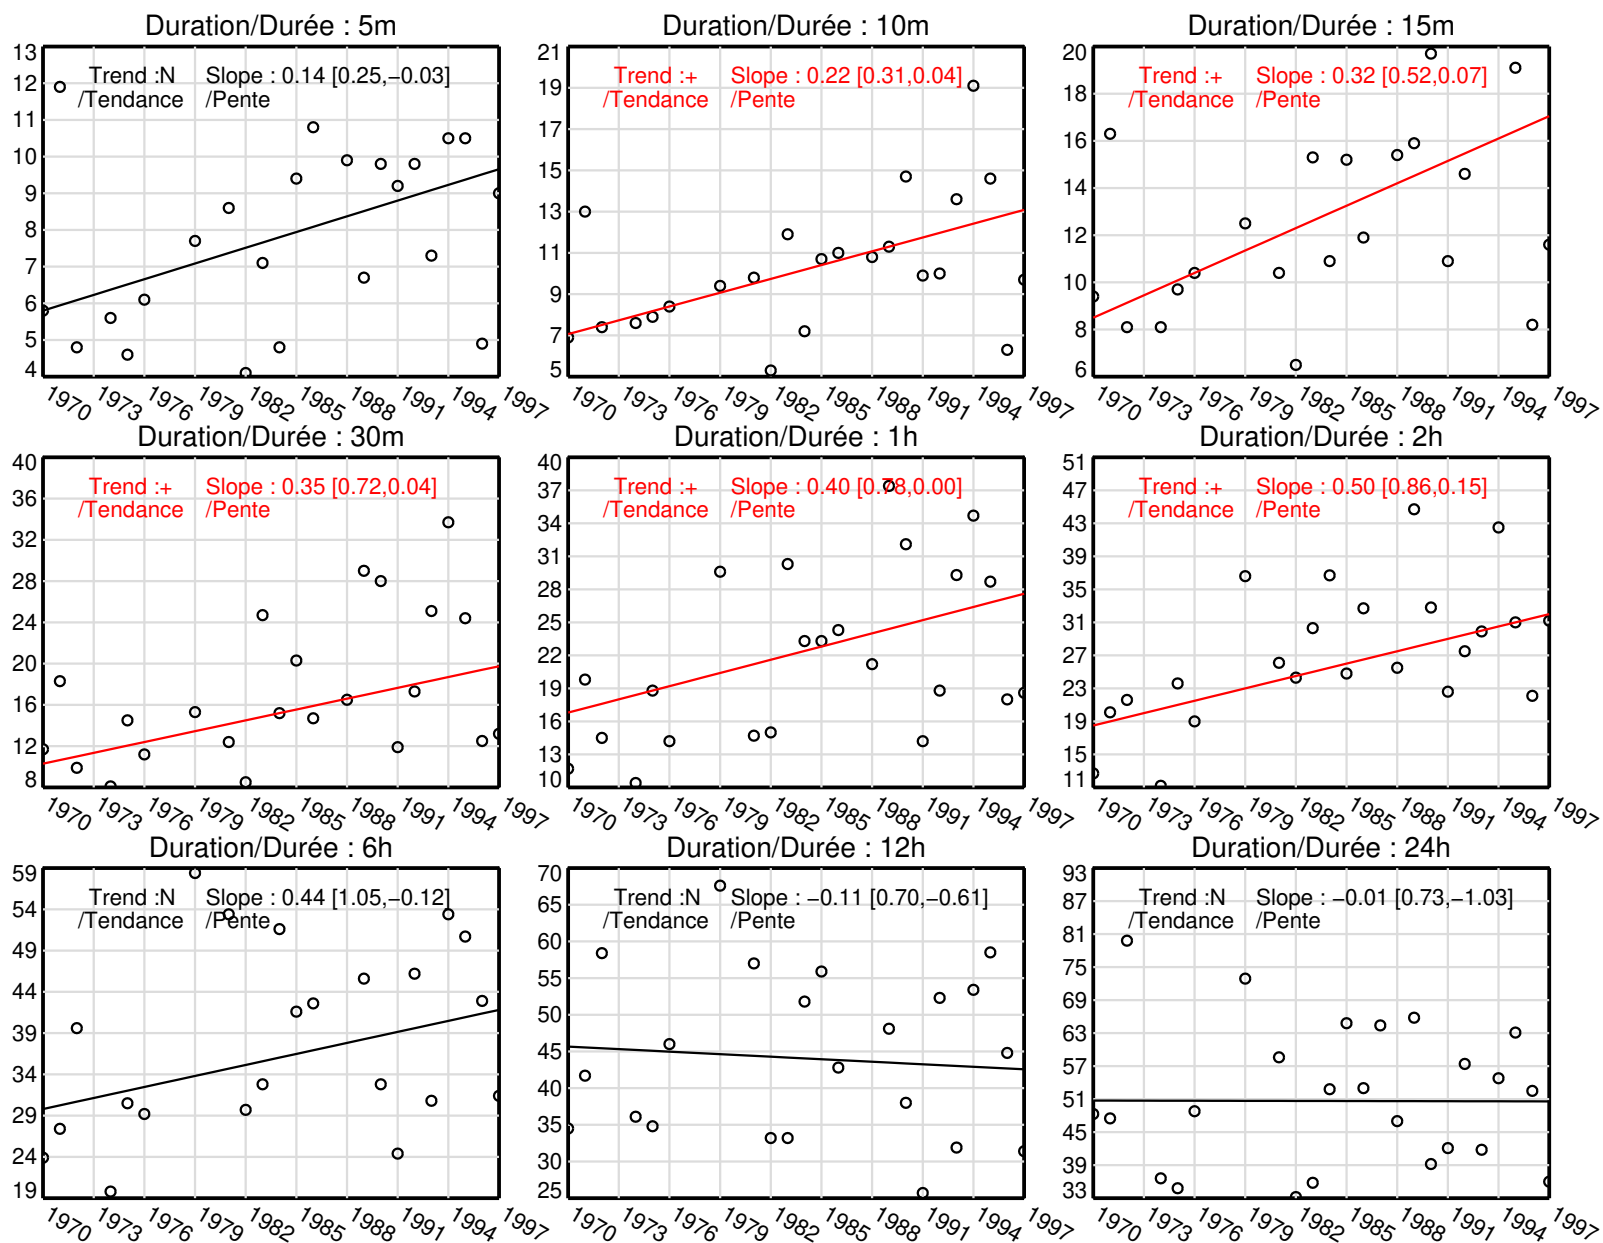 Duration/Durée : 5m
Trend :N Slope : 0.14 [0.25,−0.03]
/Tendance /Pente
13
12
11
10
9
8
7
6
5
4
1970 1973 1976 1979 1982 1985 1988 1991 1994 1997
Duration/Durée : 10m
Trend :+ Slope : 0.22 [0.31,0.04]
/Tendance /Pente
21
19
17
15
13
11
9
7
5
1970 1973 1976 1979 1982 1985 1988 1991 1994 1997
Duration/Durée : 15m
Trend :+ Slope : 0.32 [0.52,0.07]
/Tendance /Pente
20
18
16
14
12
10
8
6
1970 1973 1976 1979 1982 1985 1988 1991 1994 1997
Duration/Durée : 30m
Trend :+ Slope : 0.35 [0.72,0.04]
/Tendance /Pente
40
36
32
28
24
20
16
12
8
1970 1973 1976 1979 1982 1985 1988 1991 1994 1997
Duration/Durée : 1h
Trend :+ Slope : 0.40 [0.78,0.00]
/Tendance /Pente
40
37
34
31
28
25
22
19
16
13
10
1970 1973 1976 1979 1982 1985 1988 1991 1994 1997
Duration/Durée : 2h
Trend :+ Slope : 0.50 [0.86,0.15]
/Tendance /Pente
51
47
43
39
35
31
27
23
19
15
11
1970 1973 1976 1979 1982 1985 1988 1991 1994 1997
Duration/Durée : 6h
Trend :N Slope : 0.44 [1.05,−0.12]
/Tendance /Pente
59
54
49
44
39
34
29
24
19
1970 1973 1976 1979 1982 1985 1988 1991 1994 1997
Duration/Durée : 12h
Trend :N Slope : −0.11 [0.70,−0.61]
/Tendance /Pente
70
65
60
55
50
45
40
35
30
25
1970 1973 1976 1979 1982 1985 1988 1991 1994 1997
Duration/Durée : 24h
Trend :N Slope : −0.01 [0.73,−1.03]
/Tendance /Pente
93
87
81
75
69
63
57
51
45
39
33
1970 1973 1976 1979 1982 1985 1988 1991 1994 1997